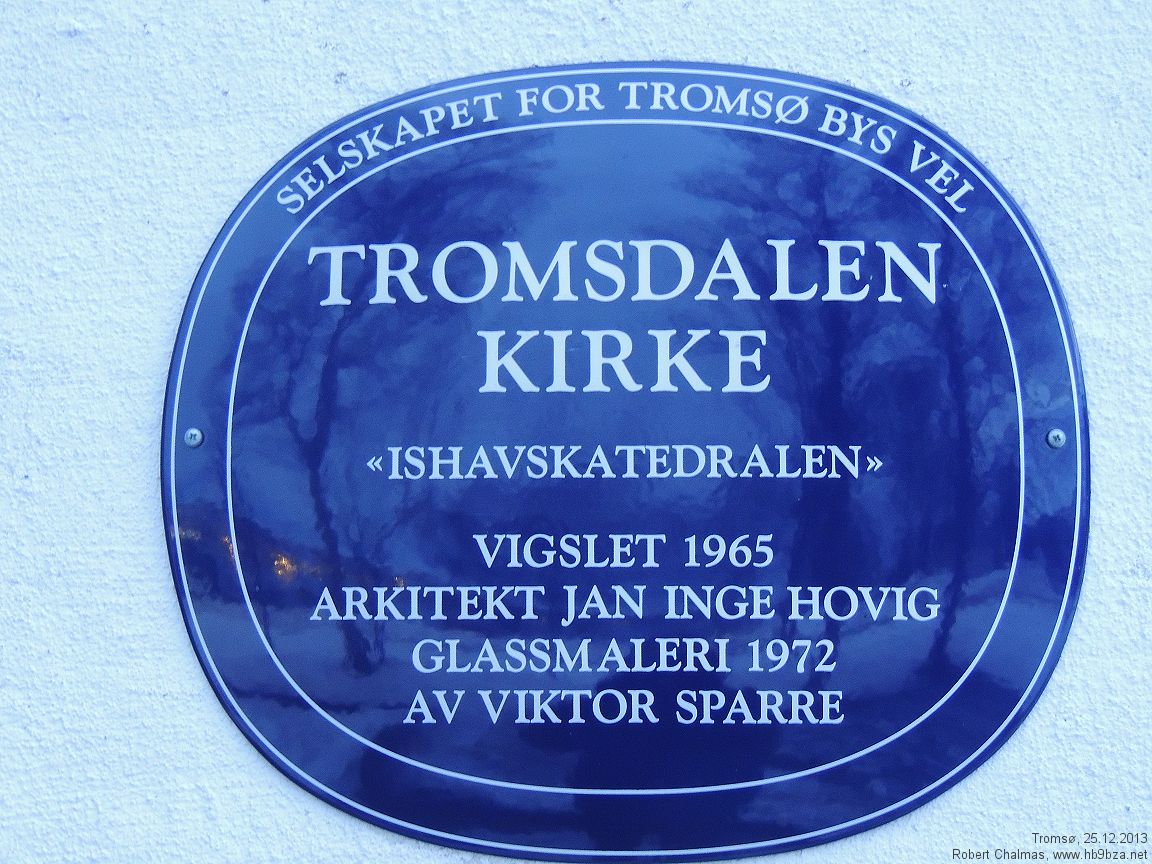 SELSKAPET FOR TROMSØ BYS VEL
TROMSDALEN
KIRKE
«ISHAVSKATEDRALEN»
VIGSLET 1965
ARKITEKT JAN INGE HOVIG
GLASSMALERI 1972
AV VIKTOR SPARRE
Tromsø, 25.12.2013
Robert Chalmas, www.hb9bza.net